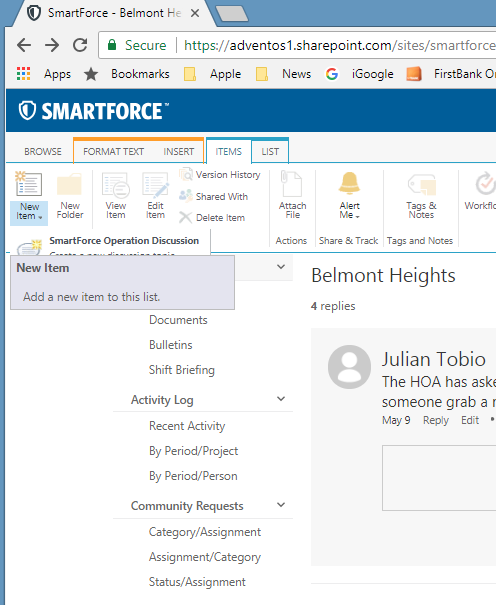 SmartForce - Belmont He
Secure https://adventos1.sharepoint.com/sites/smartforce
Apps Bookmarks Apple News iGoogle FirstBank On
SMARTFORCE™
BROWSE FORMAT TEXT INSERT ITEMS LIST
New Item New Folder View Item Edit Item Version History Shared With Delete Item Attach File Alert Me Tags & Notes Workflo
Actions Share & Track Tags and Notes
SmartForce Operation Discussion
Create a new discussion topic.
New Item
Add a new item to this list.
Documents
Bulletins
Shift Briefing
Activity Log
Recent Activity
By Period/Project
By Period/Person
Community Requests
Category/Assignment
Assignment/Category
Status/Assignment
Belmont Heights
4 replies
Julian Tobio
The HOA has aske
someone grab a r
May 9 Reply Edit •